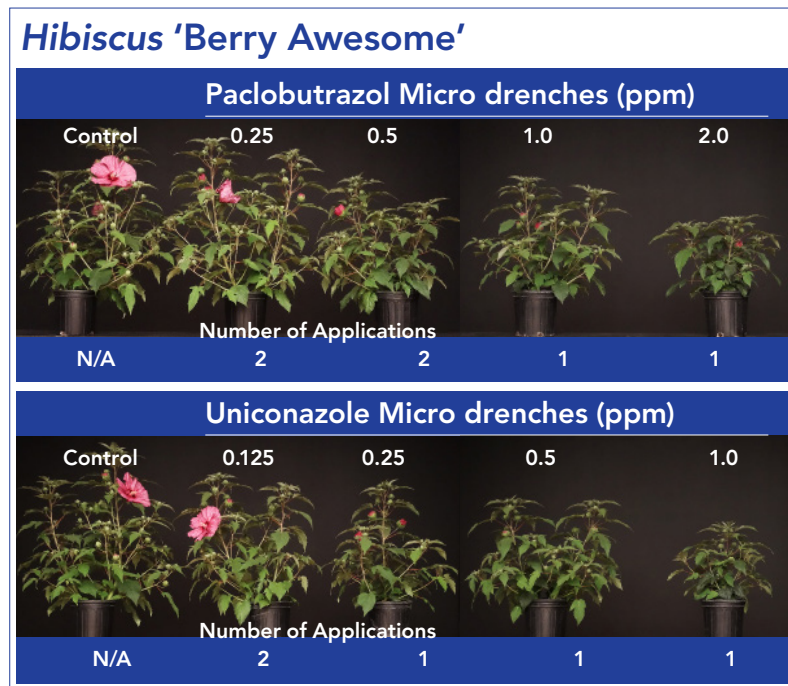 Hibiscus ‘Berry Awesome’
Paclobutrazol Micro drenches (ppm)
Control 0.25 0.5 1.0 2.0
Number of Applications
N/A 2 2 1 1
Uniconazole Micro drenches (ppm)
Control 0.125 0.25 0.5 1.0
Number of Applications
N/A 2 1 1 1